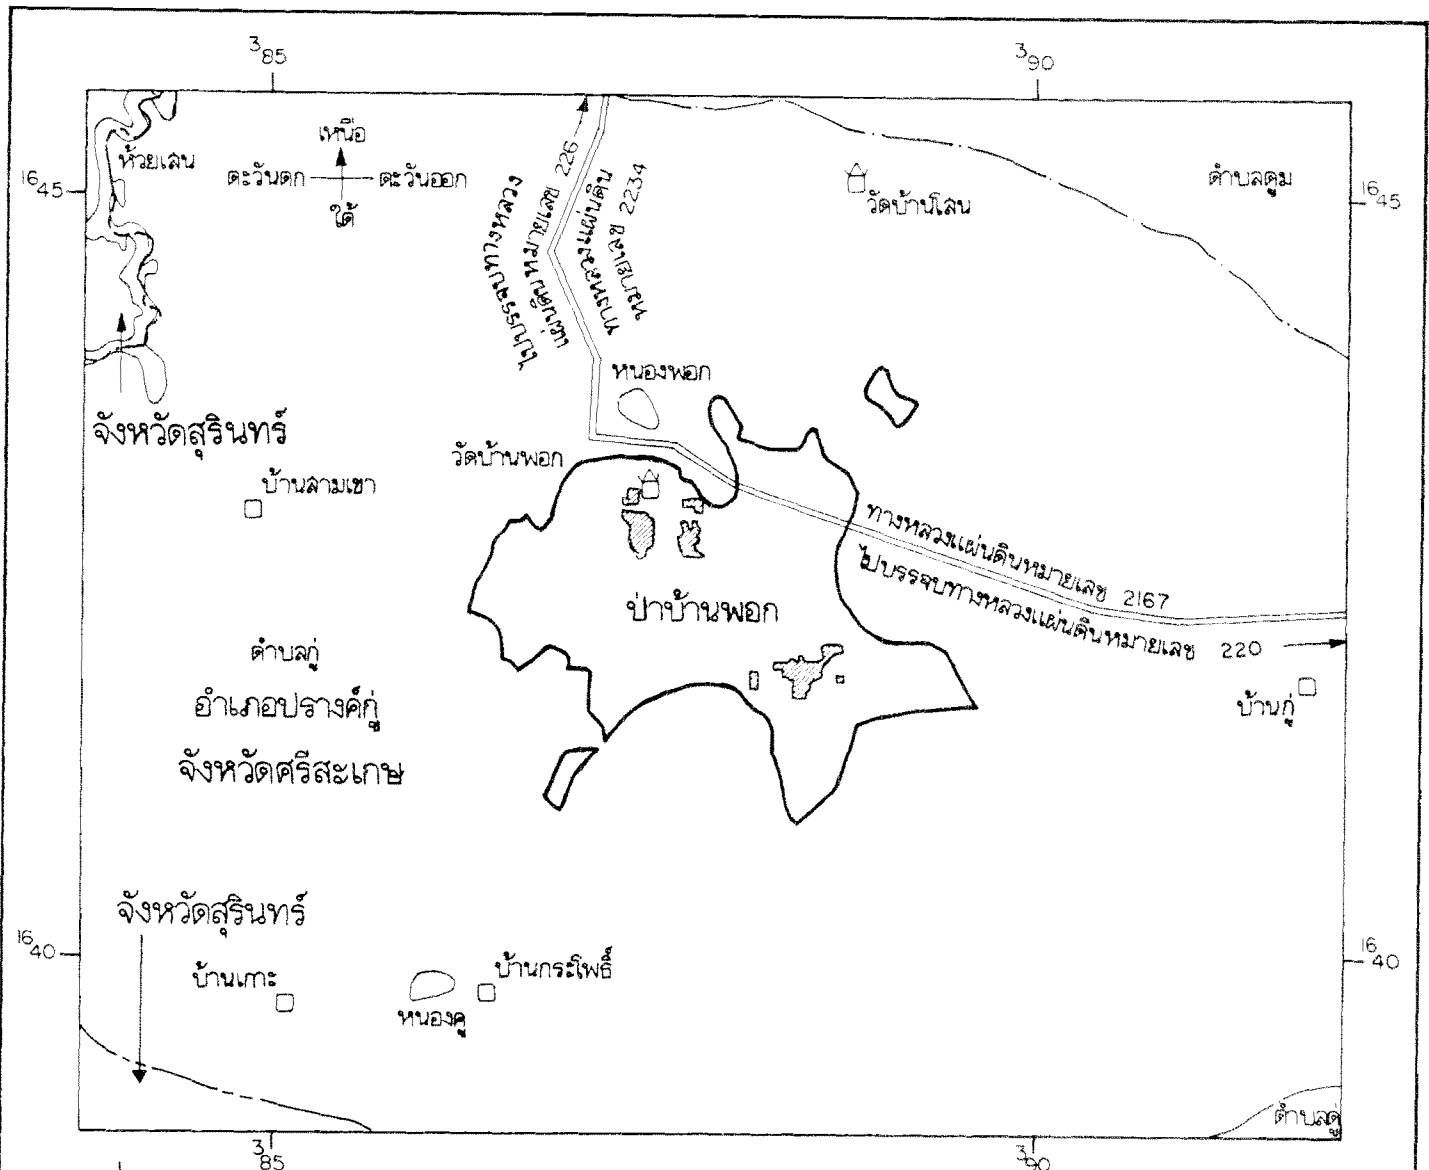 385
390
เหนือ
ห้วยเสน
ตะวันตก
ตะวันออก
ใต้
1645
1645
ตำบลตูม
วัดบ้านโสน
ไปบรรจบทางหลวง
แผ่นดินหมายเลข 226
ทางหลวงแผ่นดิน
หมายเลข 2234
หนองพอก
จังหวัดสุรินทร์
วัดบ้านพอก
บ้านสามเขา
ทางหลวงแผ่นดินหมายเลข 2167
ไปบรรจบทางหลวงแผ่นดินหมายเลข 220
ป่าบ้านพอก
ตำบลกู่
อำเภอปรางค์กู่
จังหวัดศรีสะเกษ
บ้านกู่
จังหวัดสุรินทร์
1640
1640
บ้านเกาะ
บ้านกระโพธิ์
หนองคู
ตำบลดู่
385
390